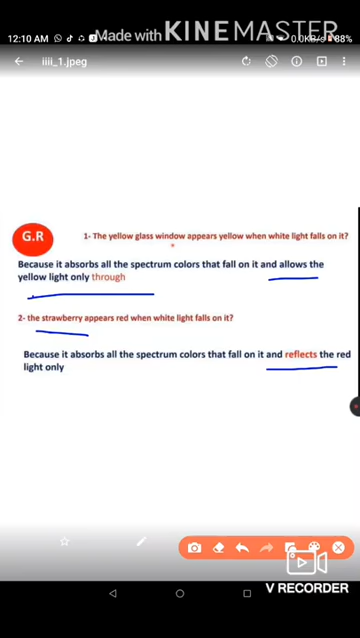 Made with KINEMASTER
12:10 AM 0.0KB/s 88%
iiii_1.jpeg
G.R
1- The yellow glass window appears yellow when white light falls on it?
Because it absorbs all the spectrum colors that fall on it and allows the
yellow light only through
2- the strawberry appears red when white light falls on it?
Because it absorbs all the spectrum colors that fall on it and reflects the red
light only
V RECORDER